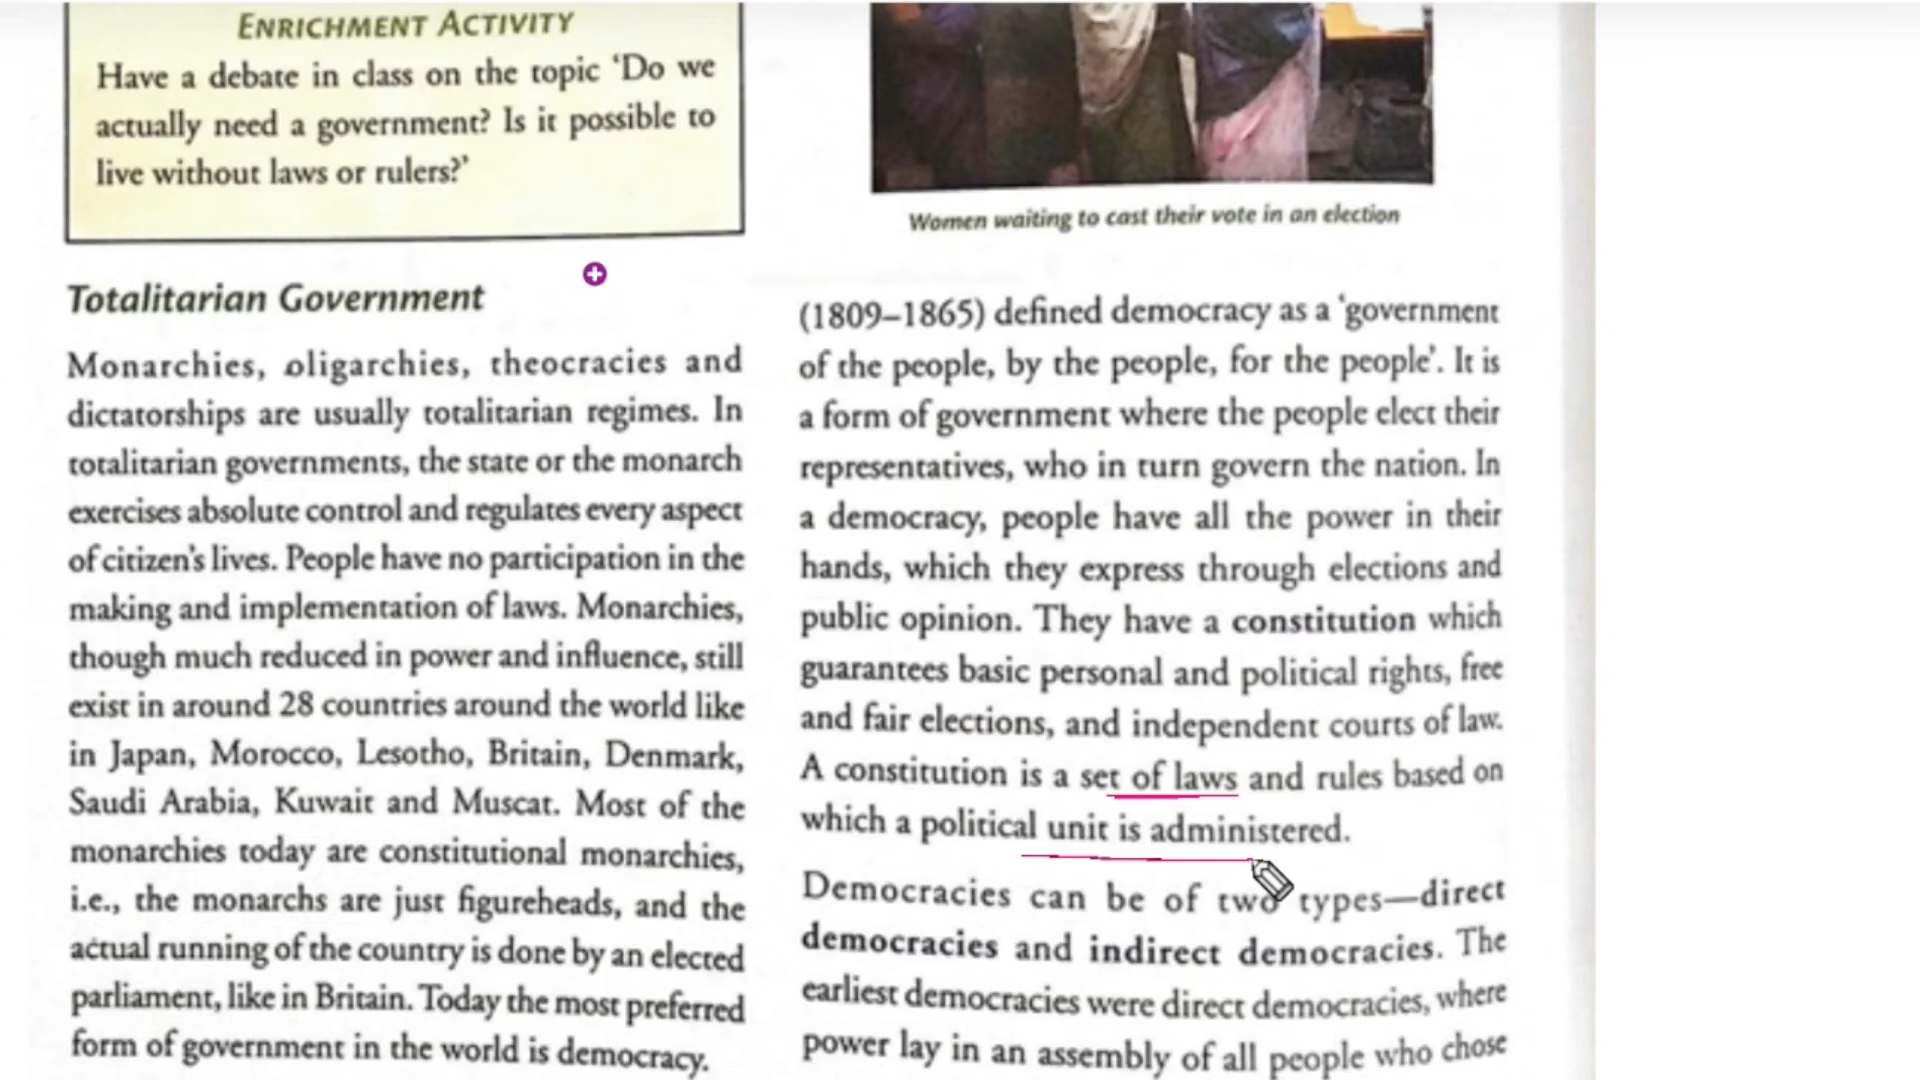 ENRICHMENT ACTIVITY
Have a debate in class on the topic ‘Do we
actually need a government? Is it possible to
live without laws or rulers?’
Totalitarian Government
Monarchies, oligarchies, theocracies and
dictatorships are usually totalitarian regimes. In
totalitarian governments, the state or the monarch
exercises absolute control and regulates every aspect
of citizen’s lives. People have no participation in the
making and implementation of laws. Monarchies,
though much reduced in power and influence, still
exist in around 28 countries around the world like
in Japan, Morocco, Lesotho, Britain, Denmark,
Saudi Arabia, Kuwait and Muscat. Most of the
monarchies today are constitutional monarchies,
i.e., the monarchs are just figureheads, and the
actual running of the country is done by an elected
parliament, like in Britain. Today the most preferred
form of government in the world is democracy.
Women waiting to cast their vote in an election
(1809–1865) defined democracy as a ‘government
of the people, by the people, for the people’. It is
a form of government where the people elect their
representatives, who in turn govern the nation. In
a democracy, people have all the power in their
hands, which they express through elections and
public opinion. They have a constitution which
guarantees basic personal and political rights, free
and fair elections, and independent courts of law.
A constitution is a set of laws and rules based on
which a political unit is administered.
Democracies can be of two types—direct
democracies and indirect democracies. The
earliest democracies were direct democracies, where
power lay in an assembly of all people who chose